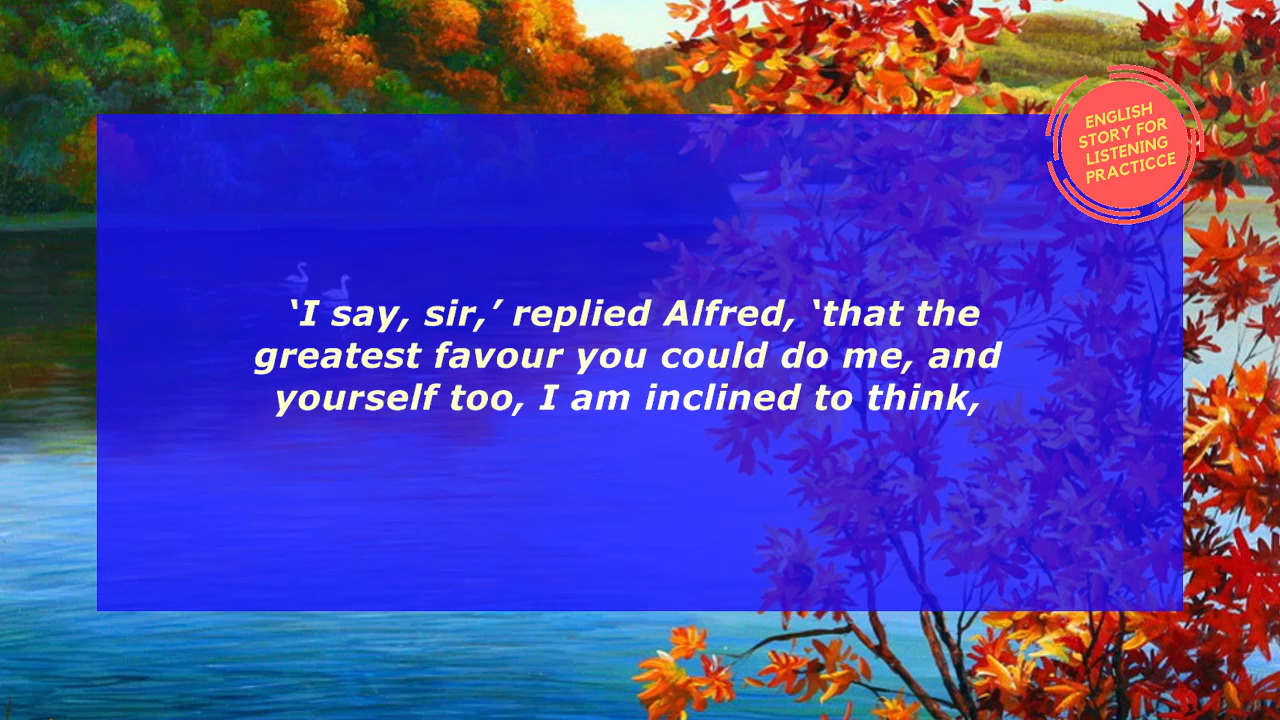 ENGLISH
STORY FOR
LISTENING
PRACTICCE
‘I say, sir,’ replied Alfred, ‘that the
greatest favour you could do me, and
yourself too, I am inclined to think,